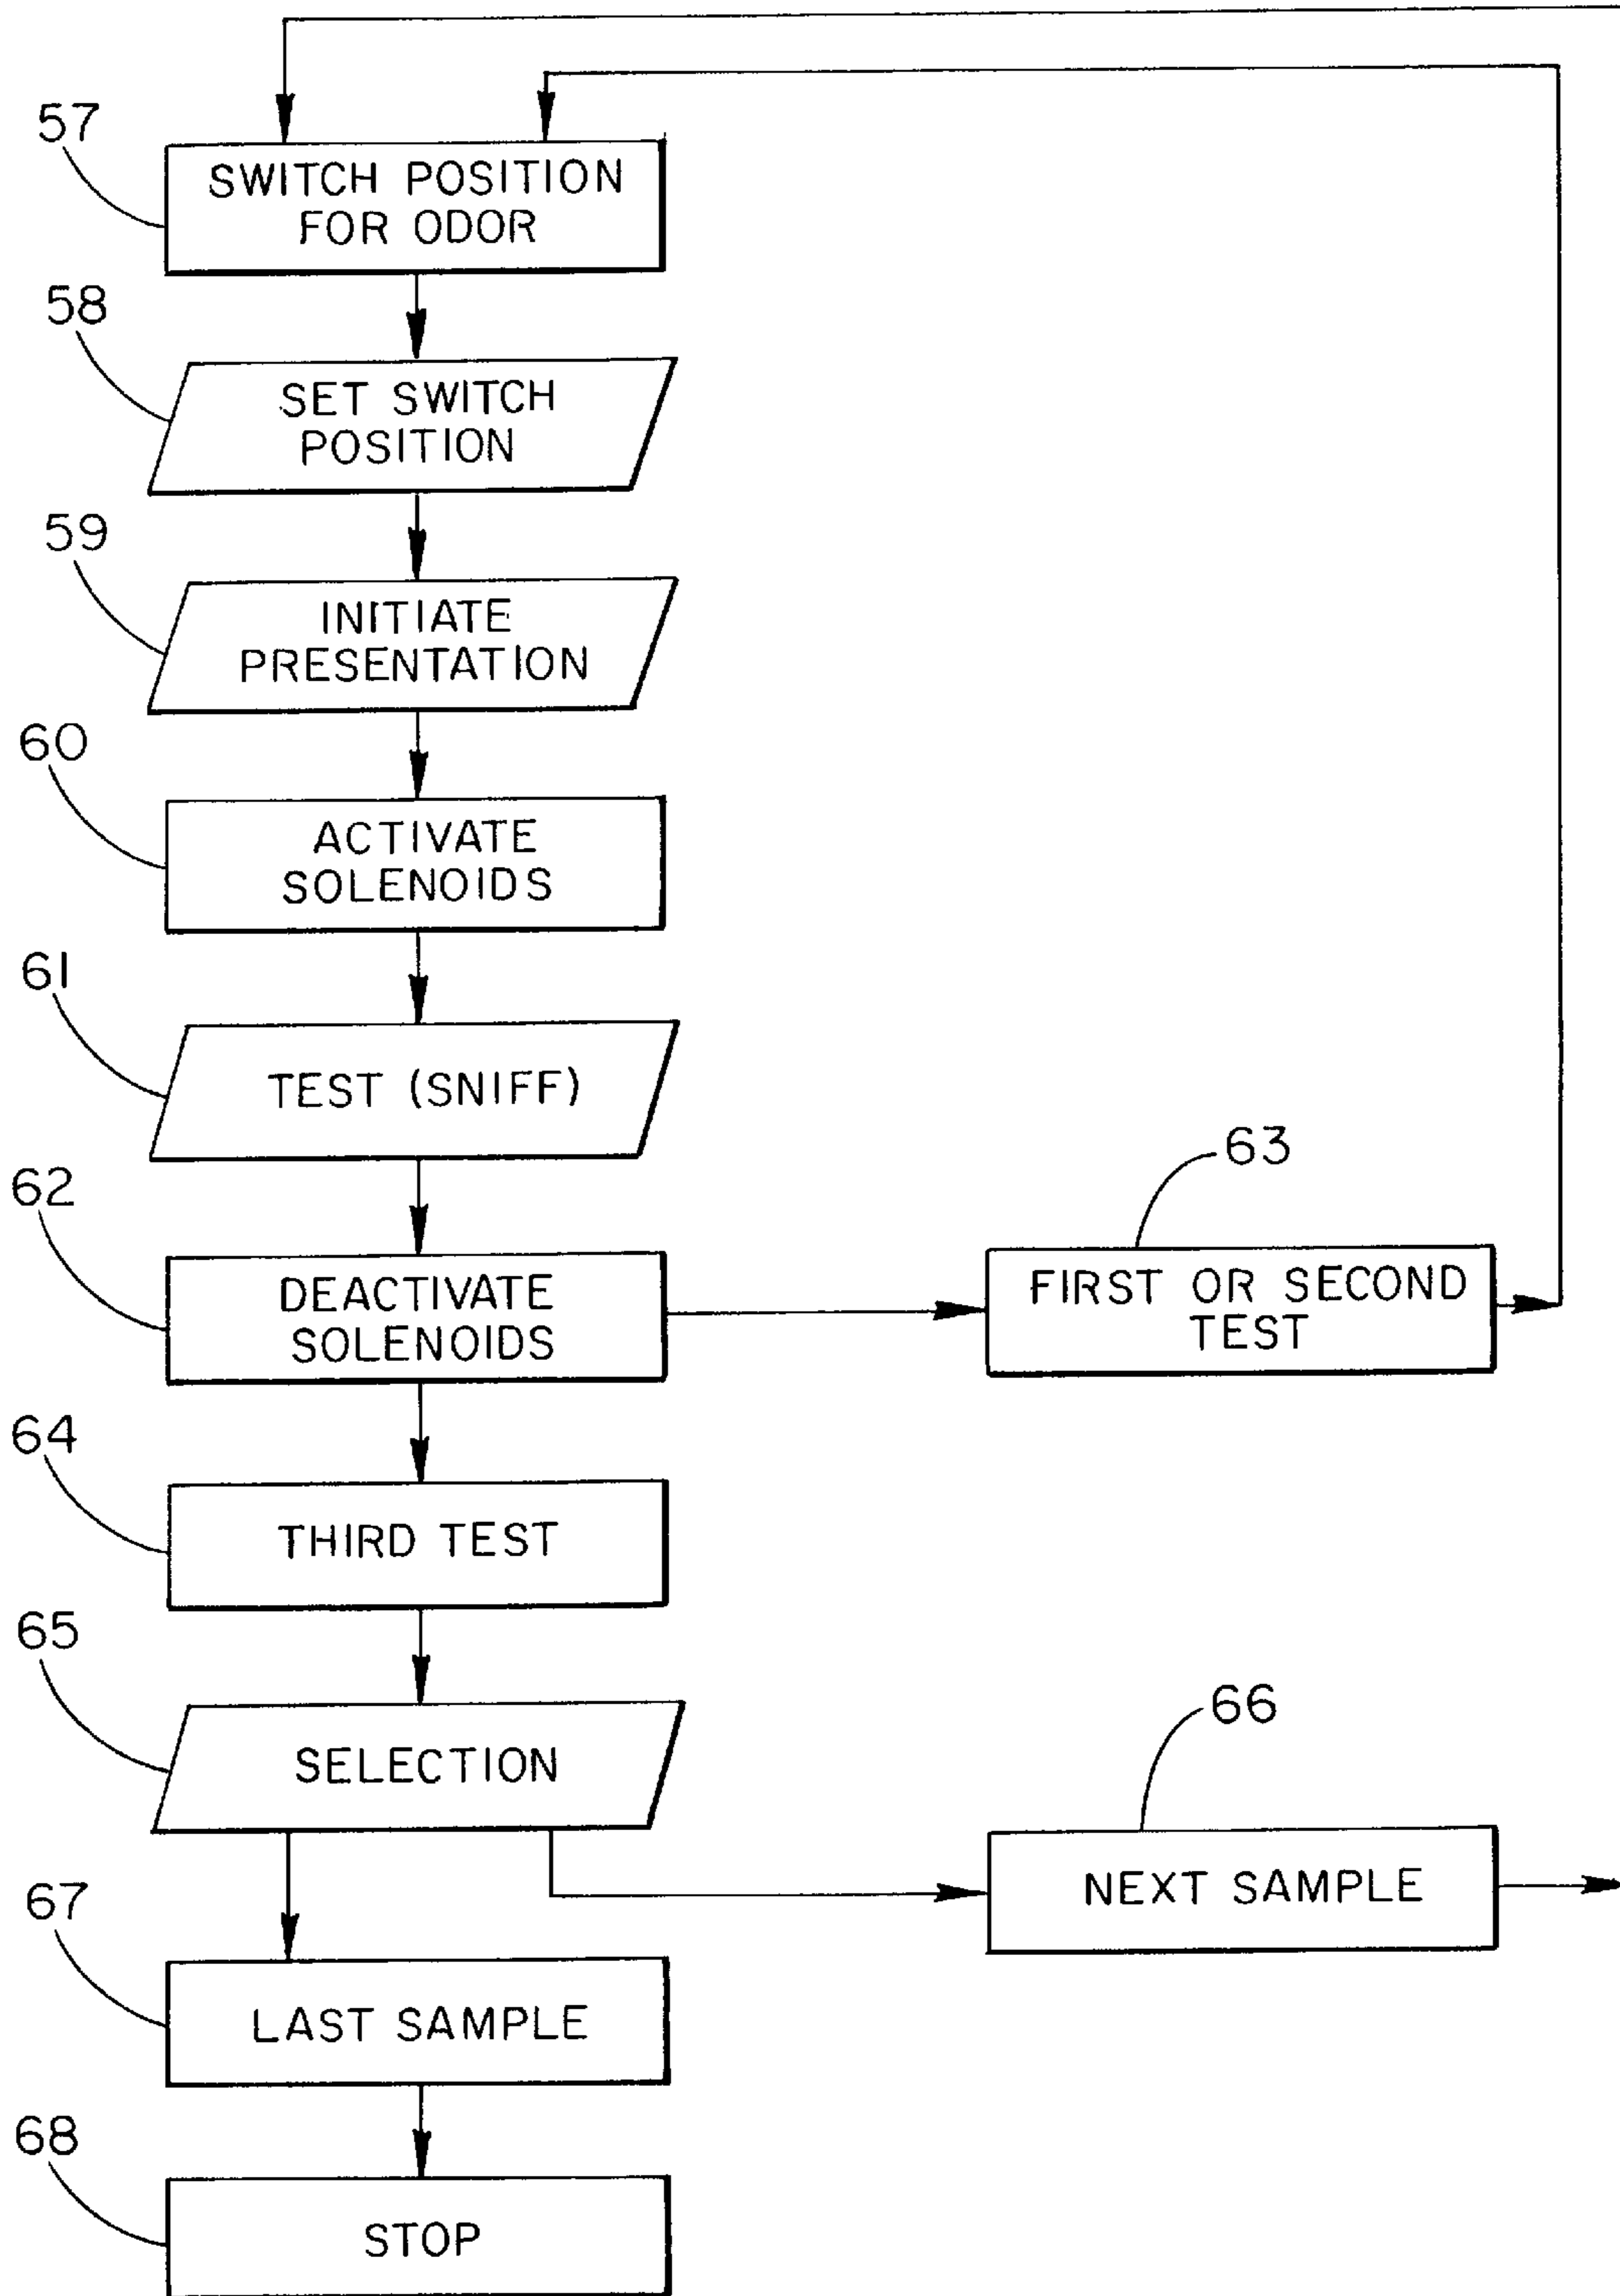 57
SWITCH POSITION
FOR ODOR
58
SET SWITCH
POSITION
59
INITIATE
PRESENTATION
60
ACTIVATE
SOLENOIDS
61
TEST (SNIFF)
62
DEACTIVATE
SOLENOIDS
63
FIRST OR SECOND
TEST
64
THIRD TEST
65
SELECTION
66
NEXT SAMPLE
67
LAST SAMPLE
68
STOP